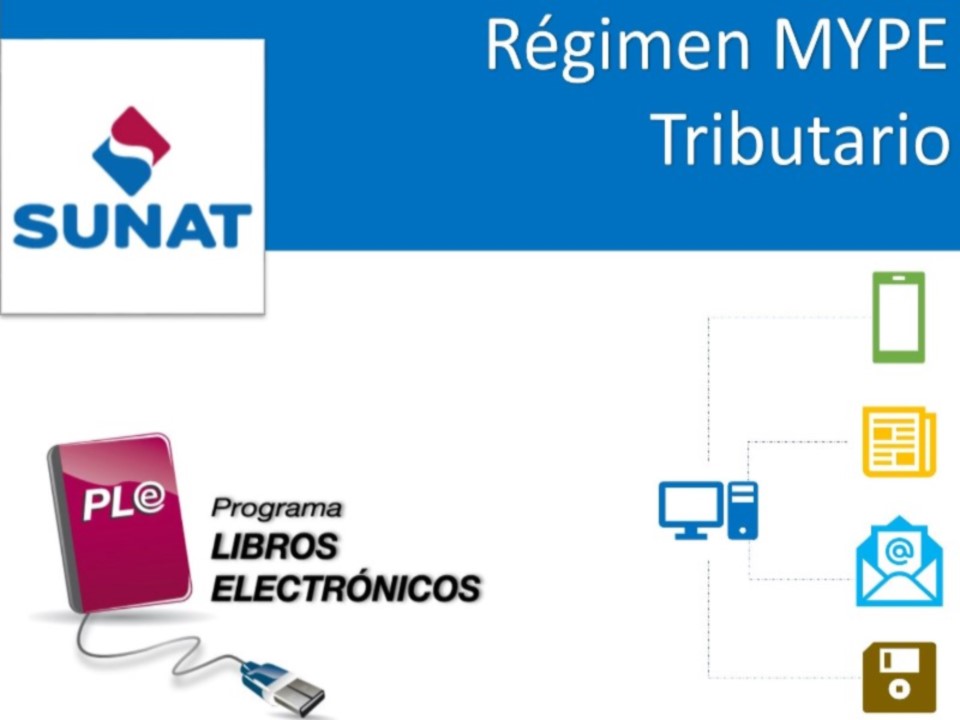 Régimen MYPE
Tributario
SUNAT
PLe
Programa
LIBROS
ELECTRÓNICOS
@